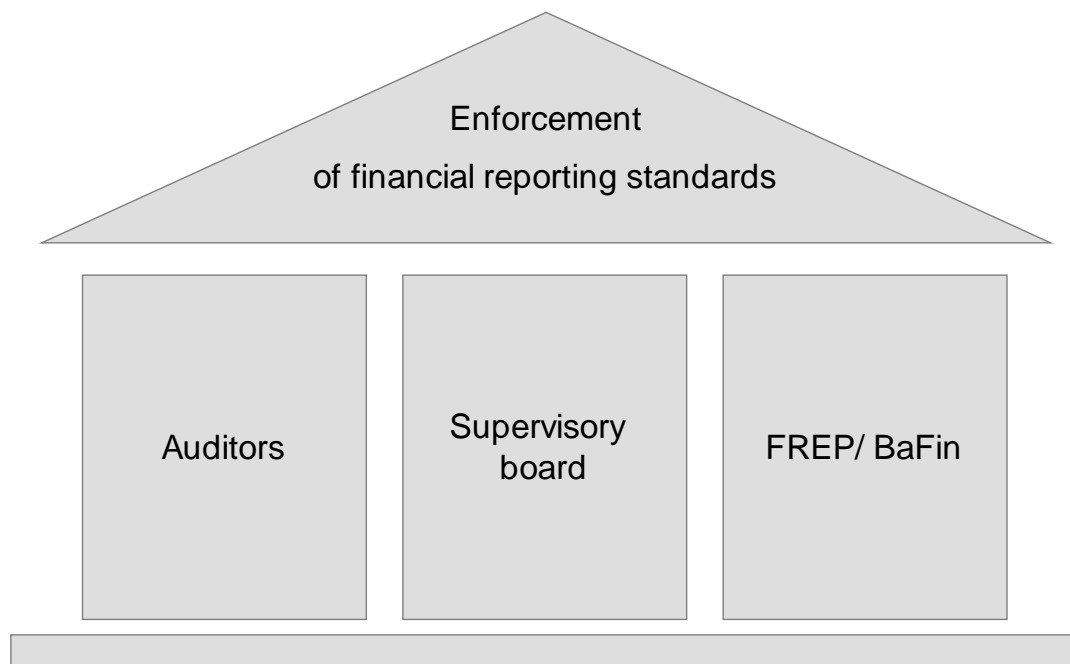 Enforcement
of financial reporting standards
Auditors
Supervisory
board
FREP/ BaFin